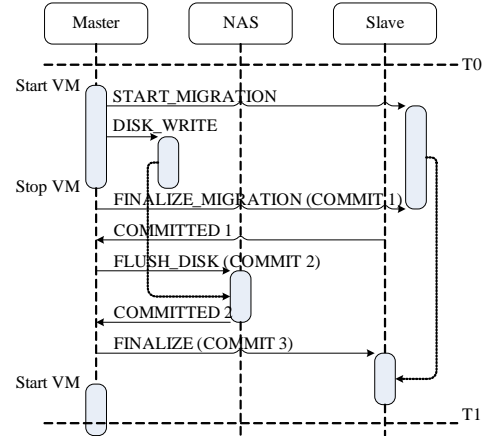 Master NAS Slave
T0
Start VM
START_MIGRATION
DISK_WRITE
Stop VM
FINALIZE_MIGRATION (COMMIT 1)
COMMITTED 1
FLUSH_DISK (COMMIT 2)
COMMITTED 2
FINALIZE (COMMIT 3)
Start VM
T1